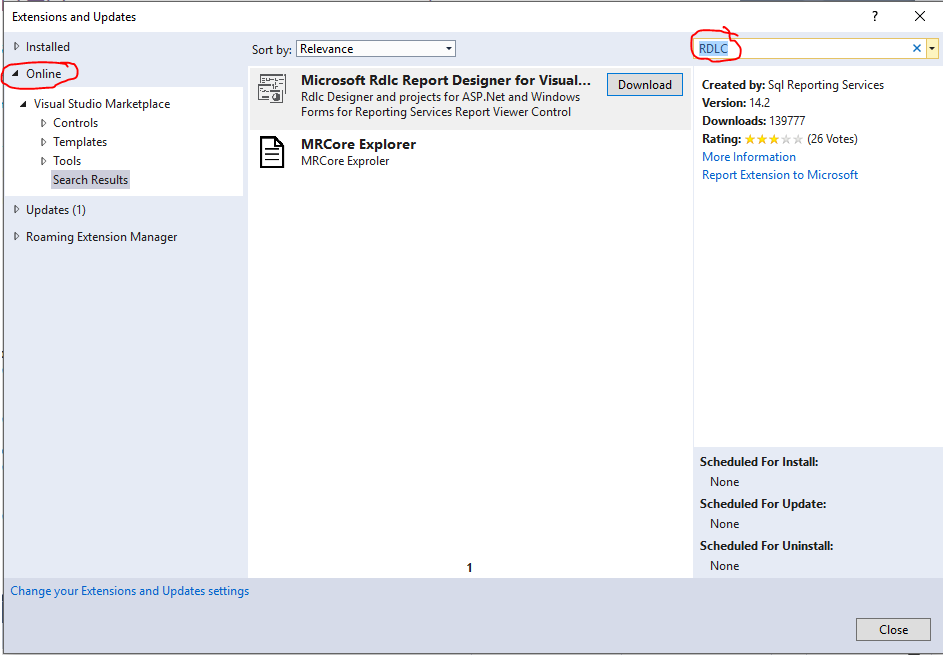 Extensions and Updates
?
Installed
Online
Visual Studio Marketplace
Controls
Templates
Tools
Search Results
Updates (1)
Roaming Extension Manager
Sort by: Relevance
Microsoft Rdlc Report Designer for Visual...
Rdlc Designer and projects for ASP.Net and Windows
Forms for Reporting Services Report Viewer Control
Download
MRCore Explorer
MRCore Exproler
1
RDLC
Created by: Sql Reporting Services
Version: 14.2
Downloads: 139777
Rating: (26 Votes)
More Information
Report Extension to Microsoft
Scheduled For Install:
None
Scheduled For Update:
None
Scheduled For Uninstall:
None
Change your Extensions and Updates settings
Close